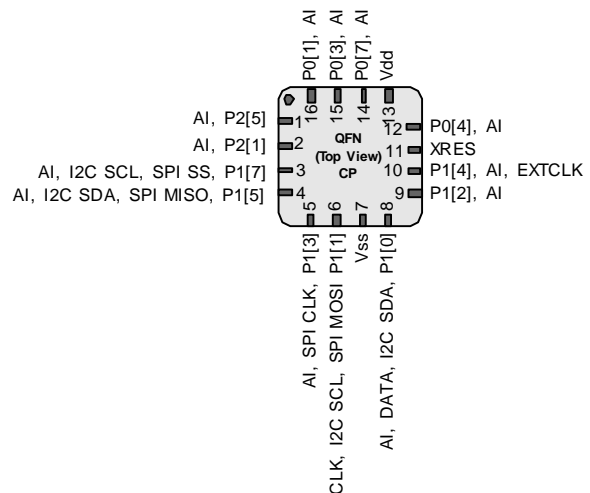 P0[1], AI
P0[3], AI
P0[7], AI
Vdd
16
15
14
13
AI, P2[5]
1
AI, P2[1]
2
AI, I2C SCL, SPI SS, P1[7]
3
AI, I2C SDA, SPI MISO, P1[5]
4
QFN
(Top View)
CP
12
P0[4], AI
11
XRES
10
P1[4], AI, EXTCLK
9
P1[2], AI
5
6
7
8
AI, SPI CLK, P1[3]
CLK, I2C SCL, SPI MOSI P1[1]
Vss
AI, DATA, I2C SDA, P1[0]